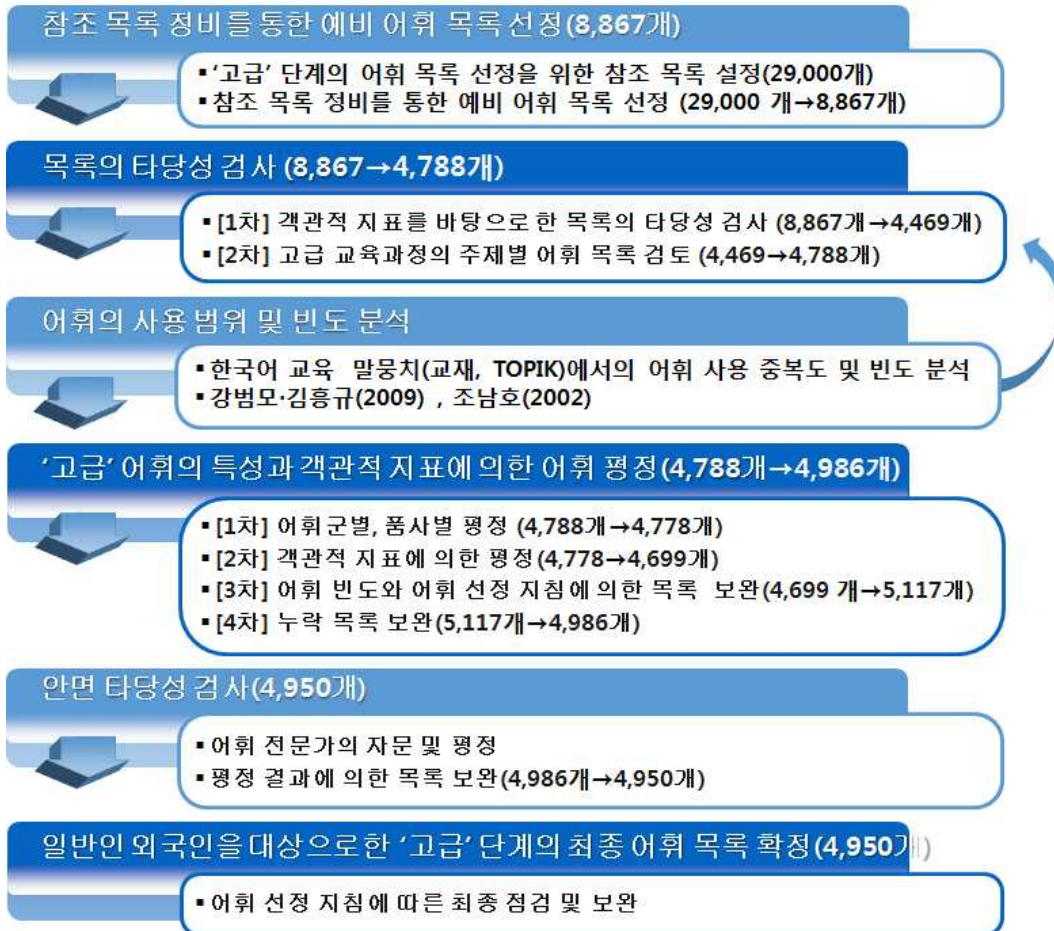 참조 목록 정비를 통한 예비 어휘 목록 선정(8,867개)
▪'고급' 단계의 어휘 목록 선정을 위한 참조 목록 설정(29,000개)
▪참조 목록 정비를 통한 예비 어휘 목록 선정 (29,000 개→8,867개)
목록의 타당성 검사 (8,867→4,788개)
▪[1차] 객관적 지표를 바탕으로 한 목록의 타당성 검사 (8,867개→4,469개)
▪[2차] 고급 교육과정의 주제별 어휘 목록 검토 (4,469→4,788개)
어휘의 사용 범위 및 빈도 분석
▪한국어 교육 말뭉치(교재, TOPIK)에서의 어휘 사용 중복도 및 빈도 분석
▪강범모·김흥규(2009) , 조남호(2002)
'고급' 어휘의 특성과 객관적 지표에 의한 어휘 평정(4,788개→4,986개)
▪[1차] 어휘군별, 품사별 평정 (4,788개→4,778개)
▪[2차] 객관적 지표에 의한 평정(4,778→4,699개)
▪[3차] 어휘 빈도와 어휘 선정 지침에 의한 목록 보완(4,699 개→5,117개)
▪[4차] 누락 목록 보완(5,117개→4,986개)
안면 타당성 검사(4,950개)
▪어휘 전문가의 자문 및 평정
▪평정 결과에 의한 목록 보완(4,986개→4,950개)
일반인 외국인을 대상으로한 '고급' 단계의 최종 어휘 목록 확정(4,950개)
▪어휘 선정 지침에 따른 최종 점검 및 보완